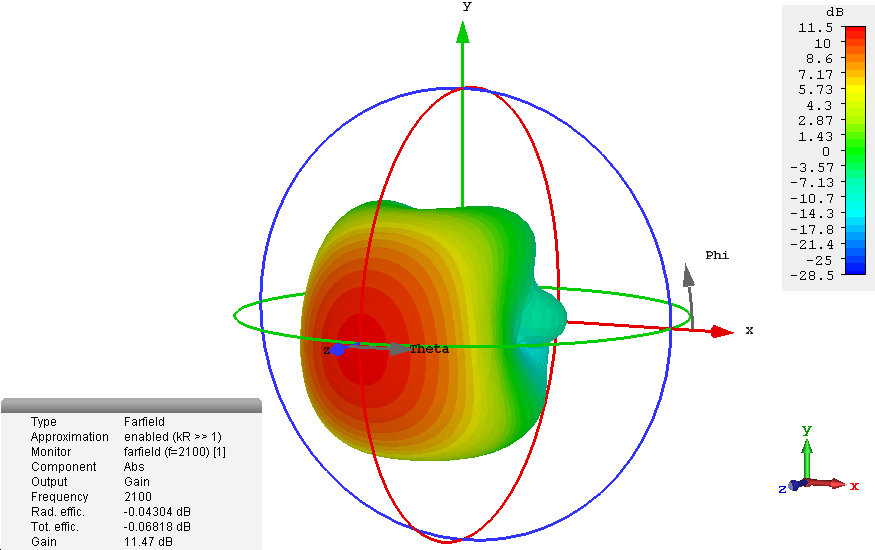 y
dB
11.5
10
8.6
7.17
5.73
4.3
2.87
1.43
0
-3.57
-7.13
-10.7
-14.3
-17.8
-21.4
-25
-28.5
Phi
x
z Theta
Type Farfield
Approximation enabled (kR >> 1)
Monitor farfield (f=2100) [1]
Component Abs
Output Gain
Frequency 2100
Rad. effic. -0.04304 dB
Tot. effic. -0.06818 dB
Gain 11.47 dB
y
z x